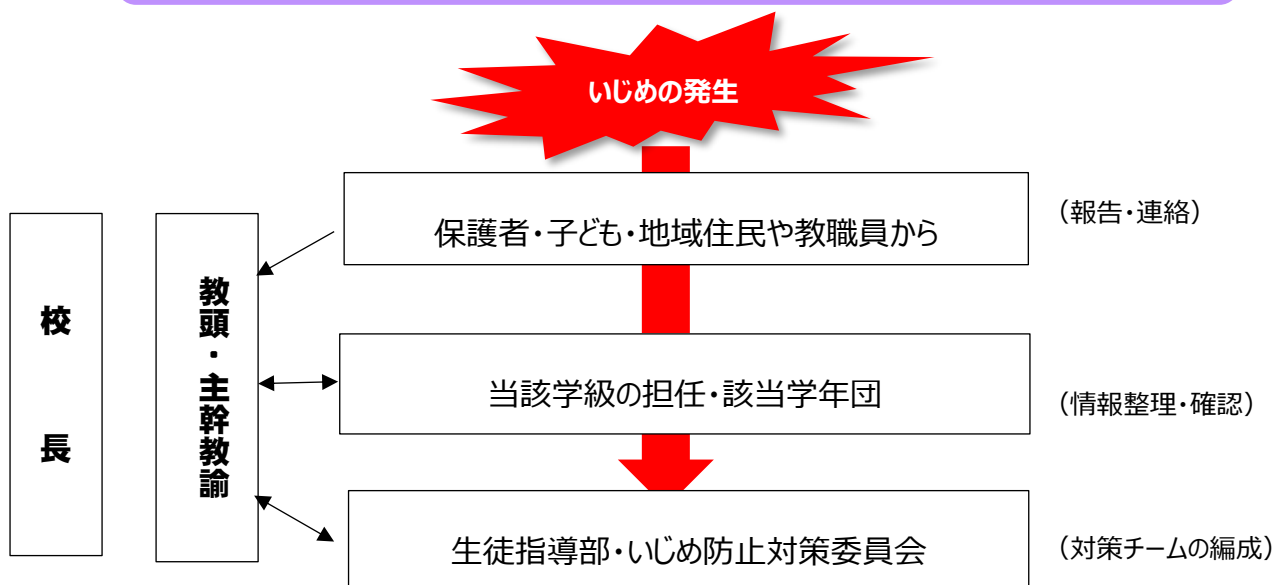 いじめの発生
保護者・子ども・地域住民や教職員から
（報告・連絡）
校長
教頭・主幹教諭
当該学級の担任・該当学年団
（情報整理・確認）
生徒指導部・いじめ防止対策委員会
（対策チームの編成）